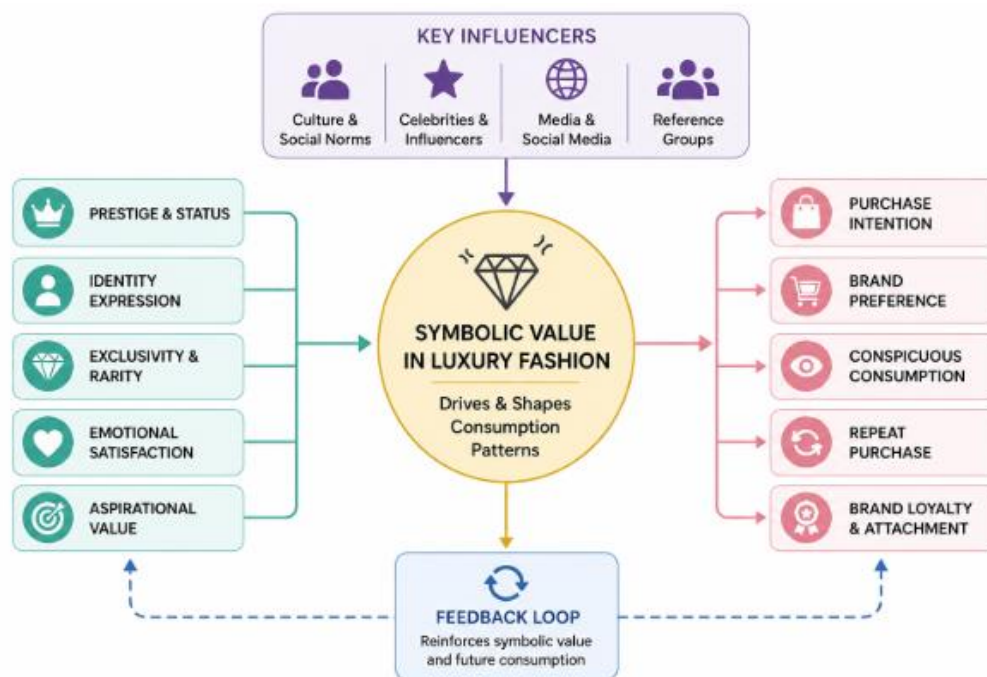 KEY INFLUENCERS
Culture &
Social Norms
Celebrities &
Influencers
Media &
Social Media
Reference
Groups
PRESTIGE & STATUS
IDENTITY
EXPRESSION
EXCLUSIVITY &
RARITY
EMOTIONAL
SATISFACTION
ASPIRATIONAL
VALUE
SYMBOLIC VALUE
IN LUXURY FASHION
Drives & Shapes
Consumption
Patterns
PURCHASE
INTENTION
BRAND
PREFERENCE
CONSPICUOUS
CONSUMPTION
REPEAT
PURCHASE
BRAND LOYALTY
& ATTACHMENT
FEEDBACK LOOP
Reinforces symbolic value
and future consumption